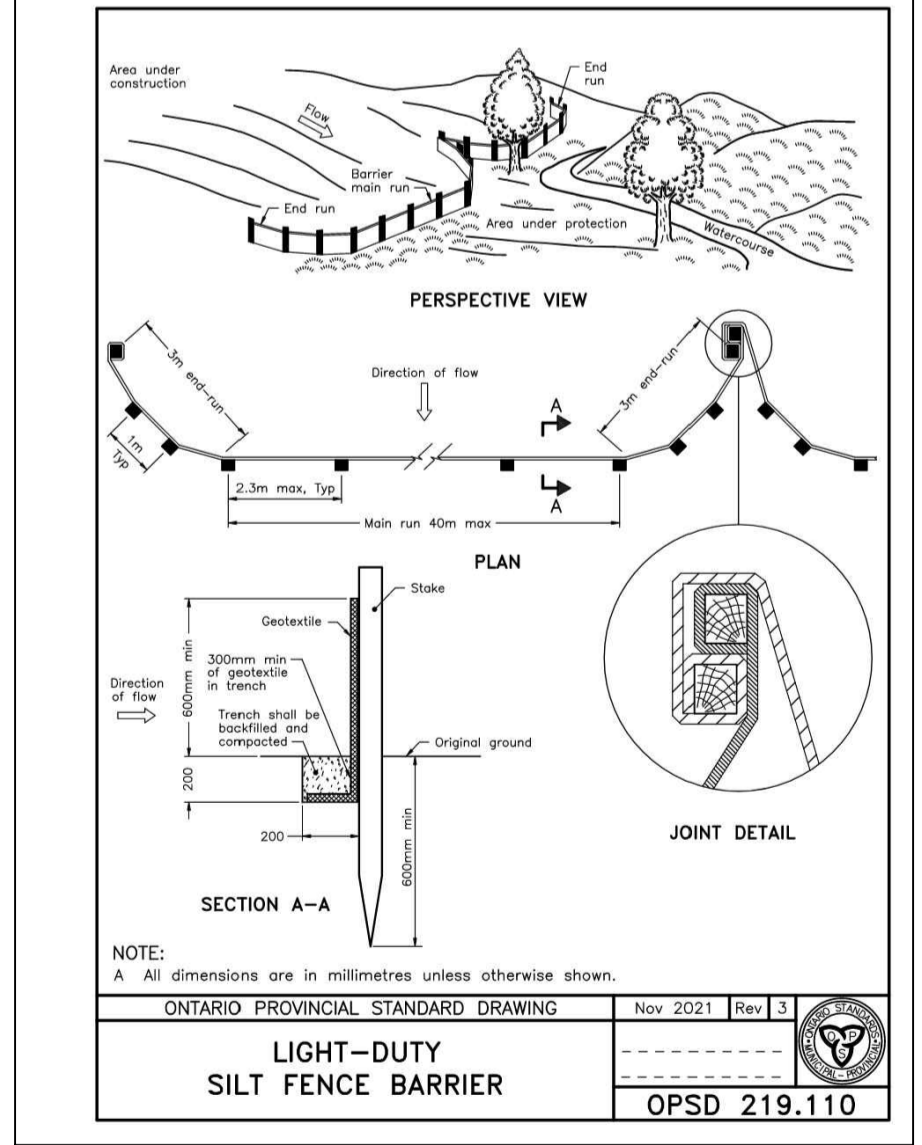 Area under
construction
Flow
End
run
Barrier
main run
End run
Area under protection
Watercourse
PERSPECTIVE VIEW
3m end-run
1m
Typ
Direction of flow
A
A
3m end-run
2.3m max, Typ
Main run 40m max
PLAN
Stake
Geotextile
300mm min
of geotextile
in trench
600mm min
Direction
of flow
Trench shall be
backfilled and
compacted
Original ground
200
200
600mm min
SECTION A-A
JOINT DETAIL
NOTE:
A All dimensions are in millimetres unless otherwise shown.
ONTARIO PROVINCIAL STANDARD DRAWING
Nov 2021
Rev
3
LIGHT-DUTY
SILT FENCE BARRIER
OPSD 219.110
ONTARIO STANDARDS
MUNICIPAL - PROVINCIAL
O P
S